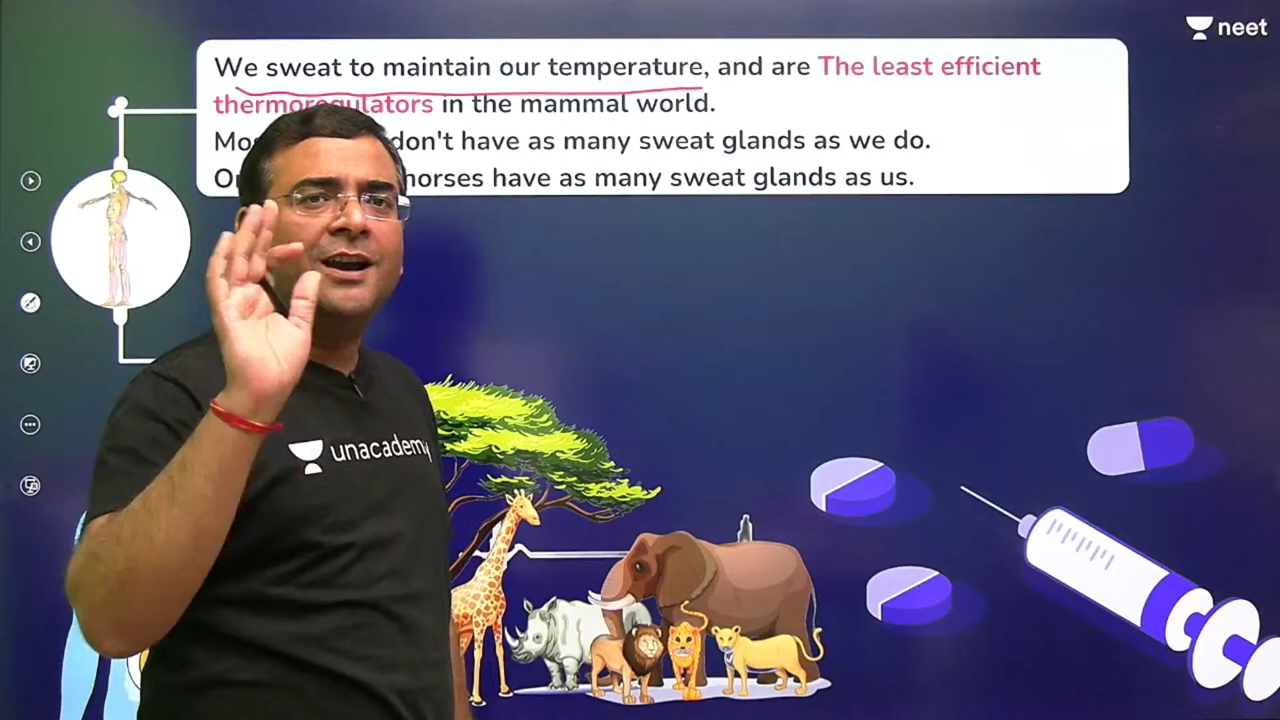 neet
We sweat to maintain our temperature, and are The least efficient
thermoregulators in the mammal world.
don't have as many sweat glands as we do.
horses have as many sweat glands as us.
unacademy